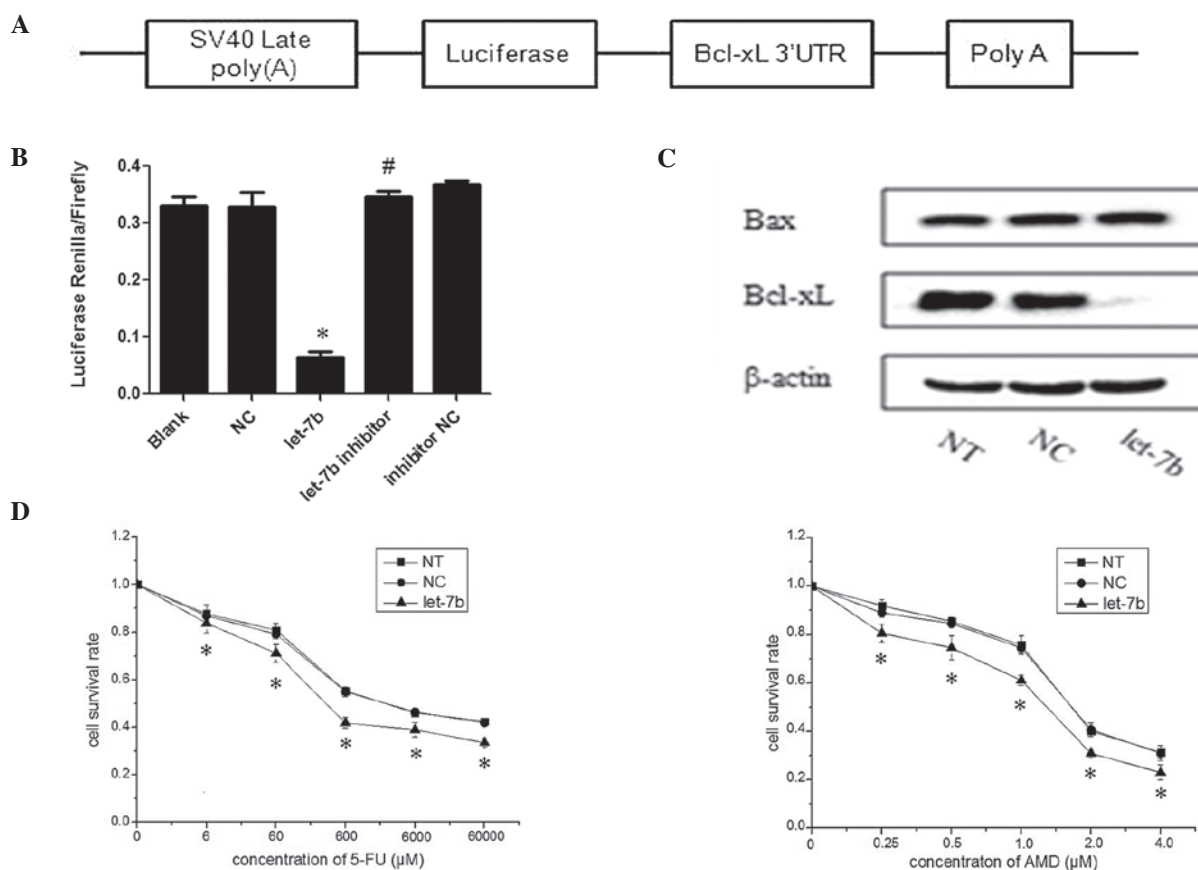 A
SV40 Late
poly(A)
Luciferase
Bcl-xL 3'UTR
Poly A
B
Luciferase Renilla/Firefly
0.4
0.3
0.2
0.1
0.0
#
*
Blank
NC
let-7b
let-7b inhibitor
inhibitor NC
C
Bax
Bcl-xL
β-actin
NT
NC
let-7b
D
cell survival rate
1.2
1.0
0.8
0.6
0.4
0.2
0.0
NT
NC
let-7b
*
*
*
*
*
0
6
60
600
6000
60000
concentration of 5-FU (µM)
cell survival rate
1.2
1.0
0.8
0.6
0.4
0.2
0.0
NT
NC
let-7b
*
*
*
*
*
0
0.25
0.5
1.0
2.0
4.0
concentraton of AMD (µM)